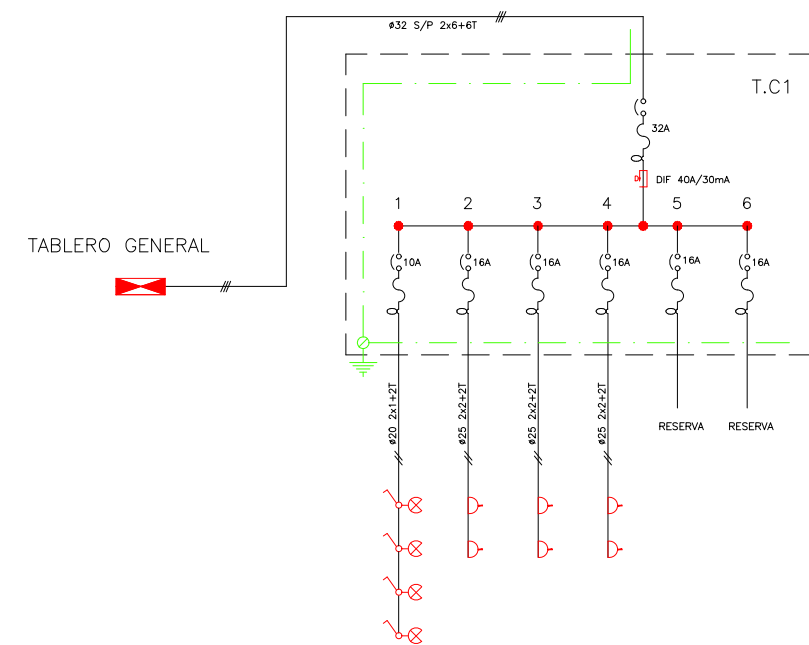 ø32 S/P 2x6+6T
T.C1
32A
DIF 40A/30mA
1 2 3 4 5 6
TABLERO GENERAL
10A 16A 16A 16A 16A 16A
ø20 2x1+2T
ø25 2x2+2T
ø25 2x2+2T
ø25 2x2+2T
RESERVA RESERVA